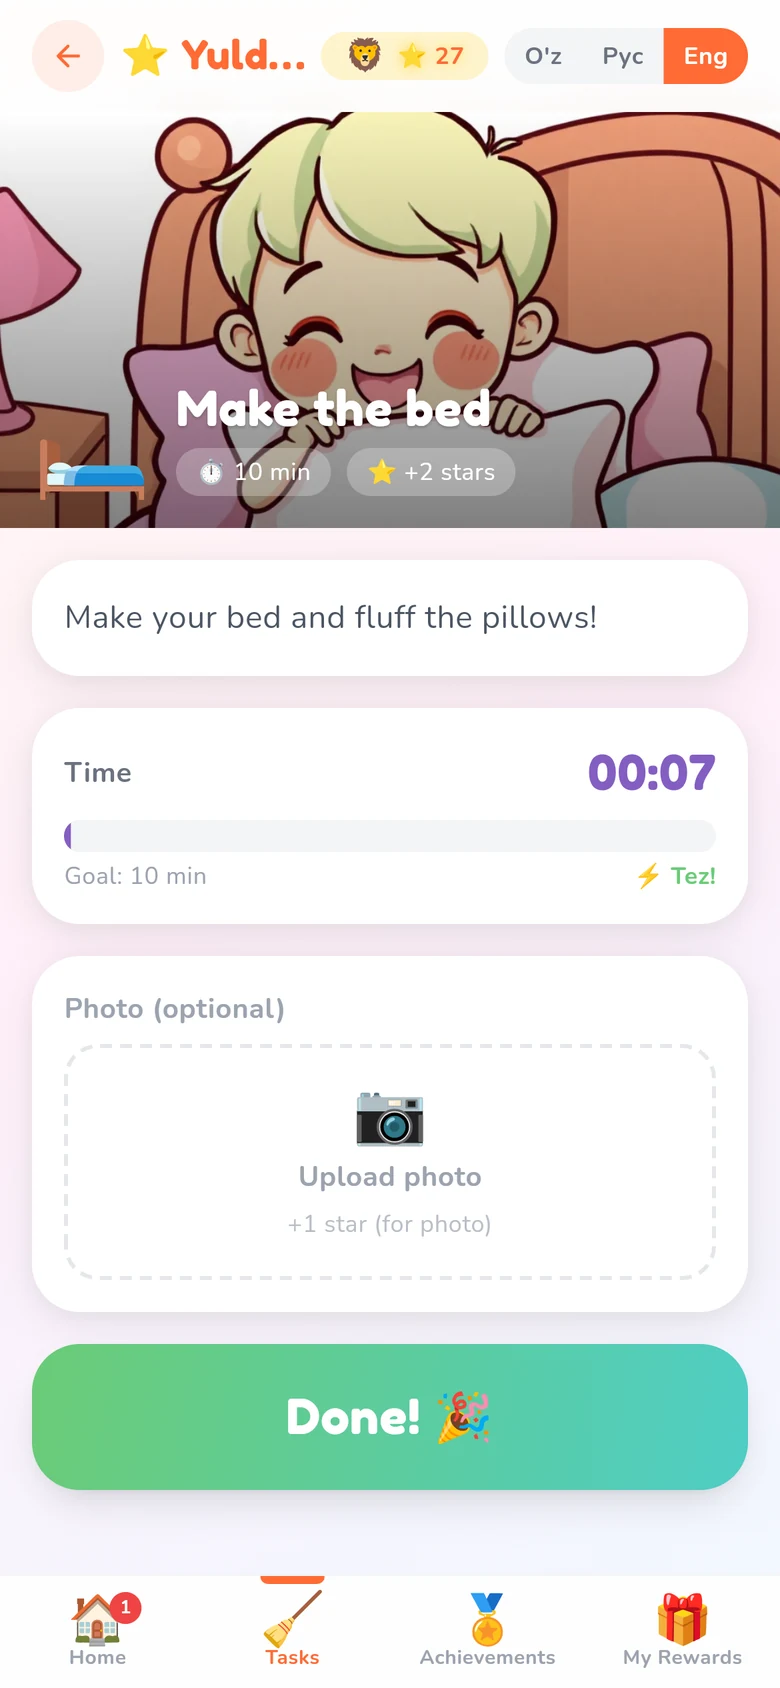 Yuld...
27
O'z
Рус
Eng
Make the bed
10 min
+2 stars
Make your bed and fluff the pillows!
Time
00:07
Goal: 10 min
Tez!
Photo (optional)
Upload photo
+1 star (for photo)
Done!
1
Home
Tasks
Achievements
My Rewards